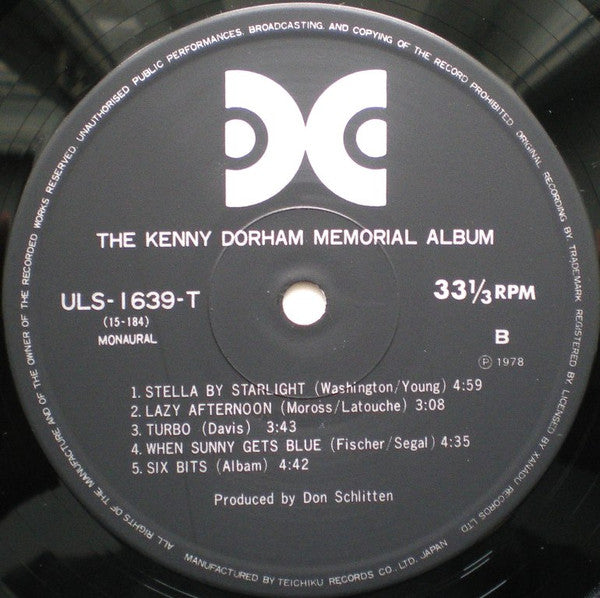 ALL RIGHTS OF THE MANUFACTURE AND OF THE OWNER OF THE RECORDED WORKS RESERVED. UNAUTHORISED PUBLIC PERFORMANCES, BROADCASTING, AND COPYING OF THE RECORD PROHIBITED. ORIGINAL RECORDING BY, TRADEMARK REGISTERED BY, LICENSED BY XANADU RECORDS LTD
THE KENNY DORHAM MEMORIAL ALBUM
ULS-1639-T
33 1/3 RPM
(15-184)
MONAURAL
B
Ⓟ 1978
1. STELLA BY STARLIGHT (Washington/Young) 4:59
2. LAZY AFTERNOON (Moross/Latouche) 3:08
3. TURBO (Davis) 3:43
4. WHEN SUNNY GETS BLUE (Fischer/Segal) 4:35
5. SIX BITS (Albam) 4:42
Produced by Don Schlitten
MANUFACTURED BY TEICHIKU RECORDS CO., LTD. JAPAN